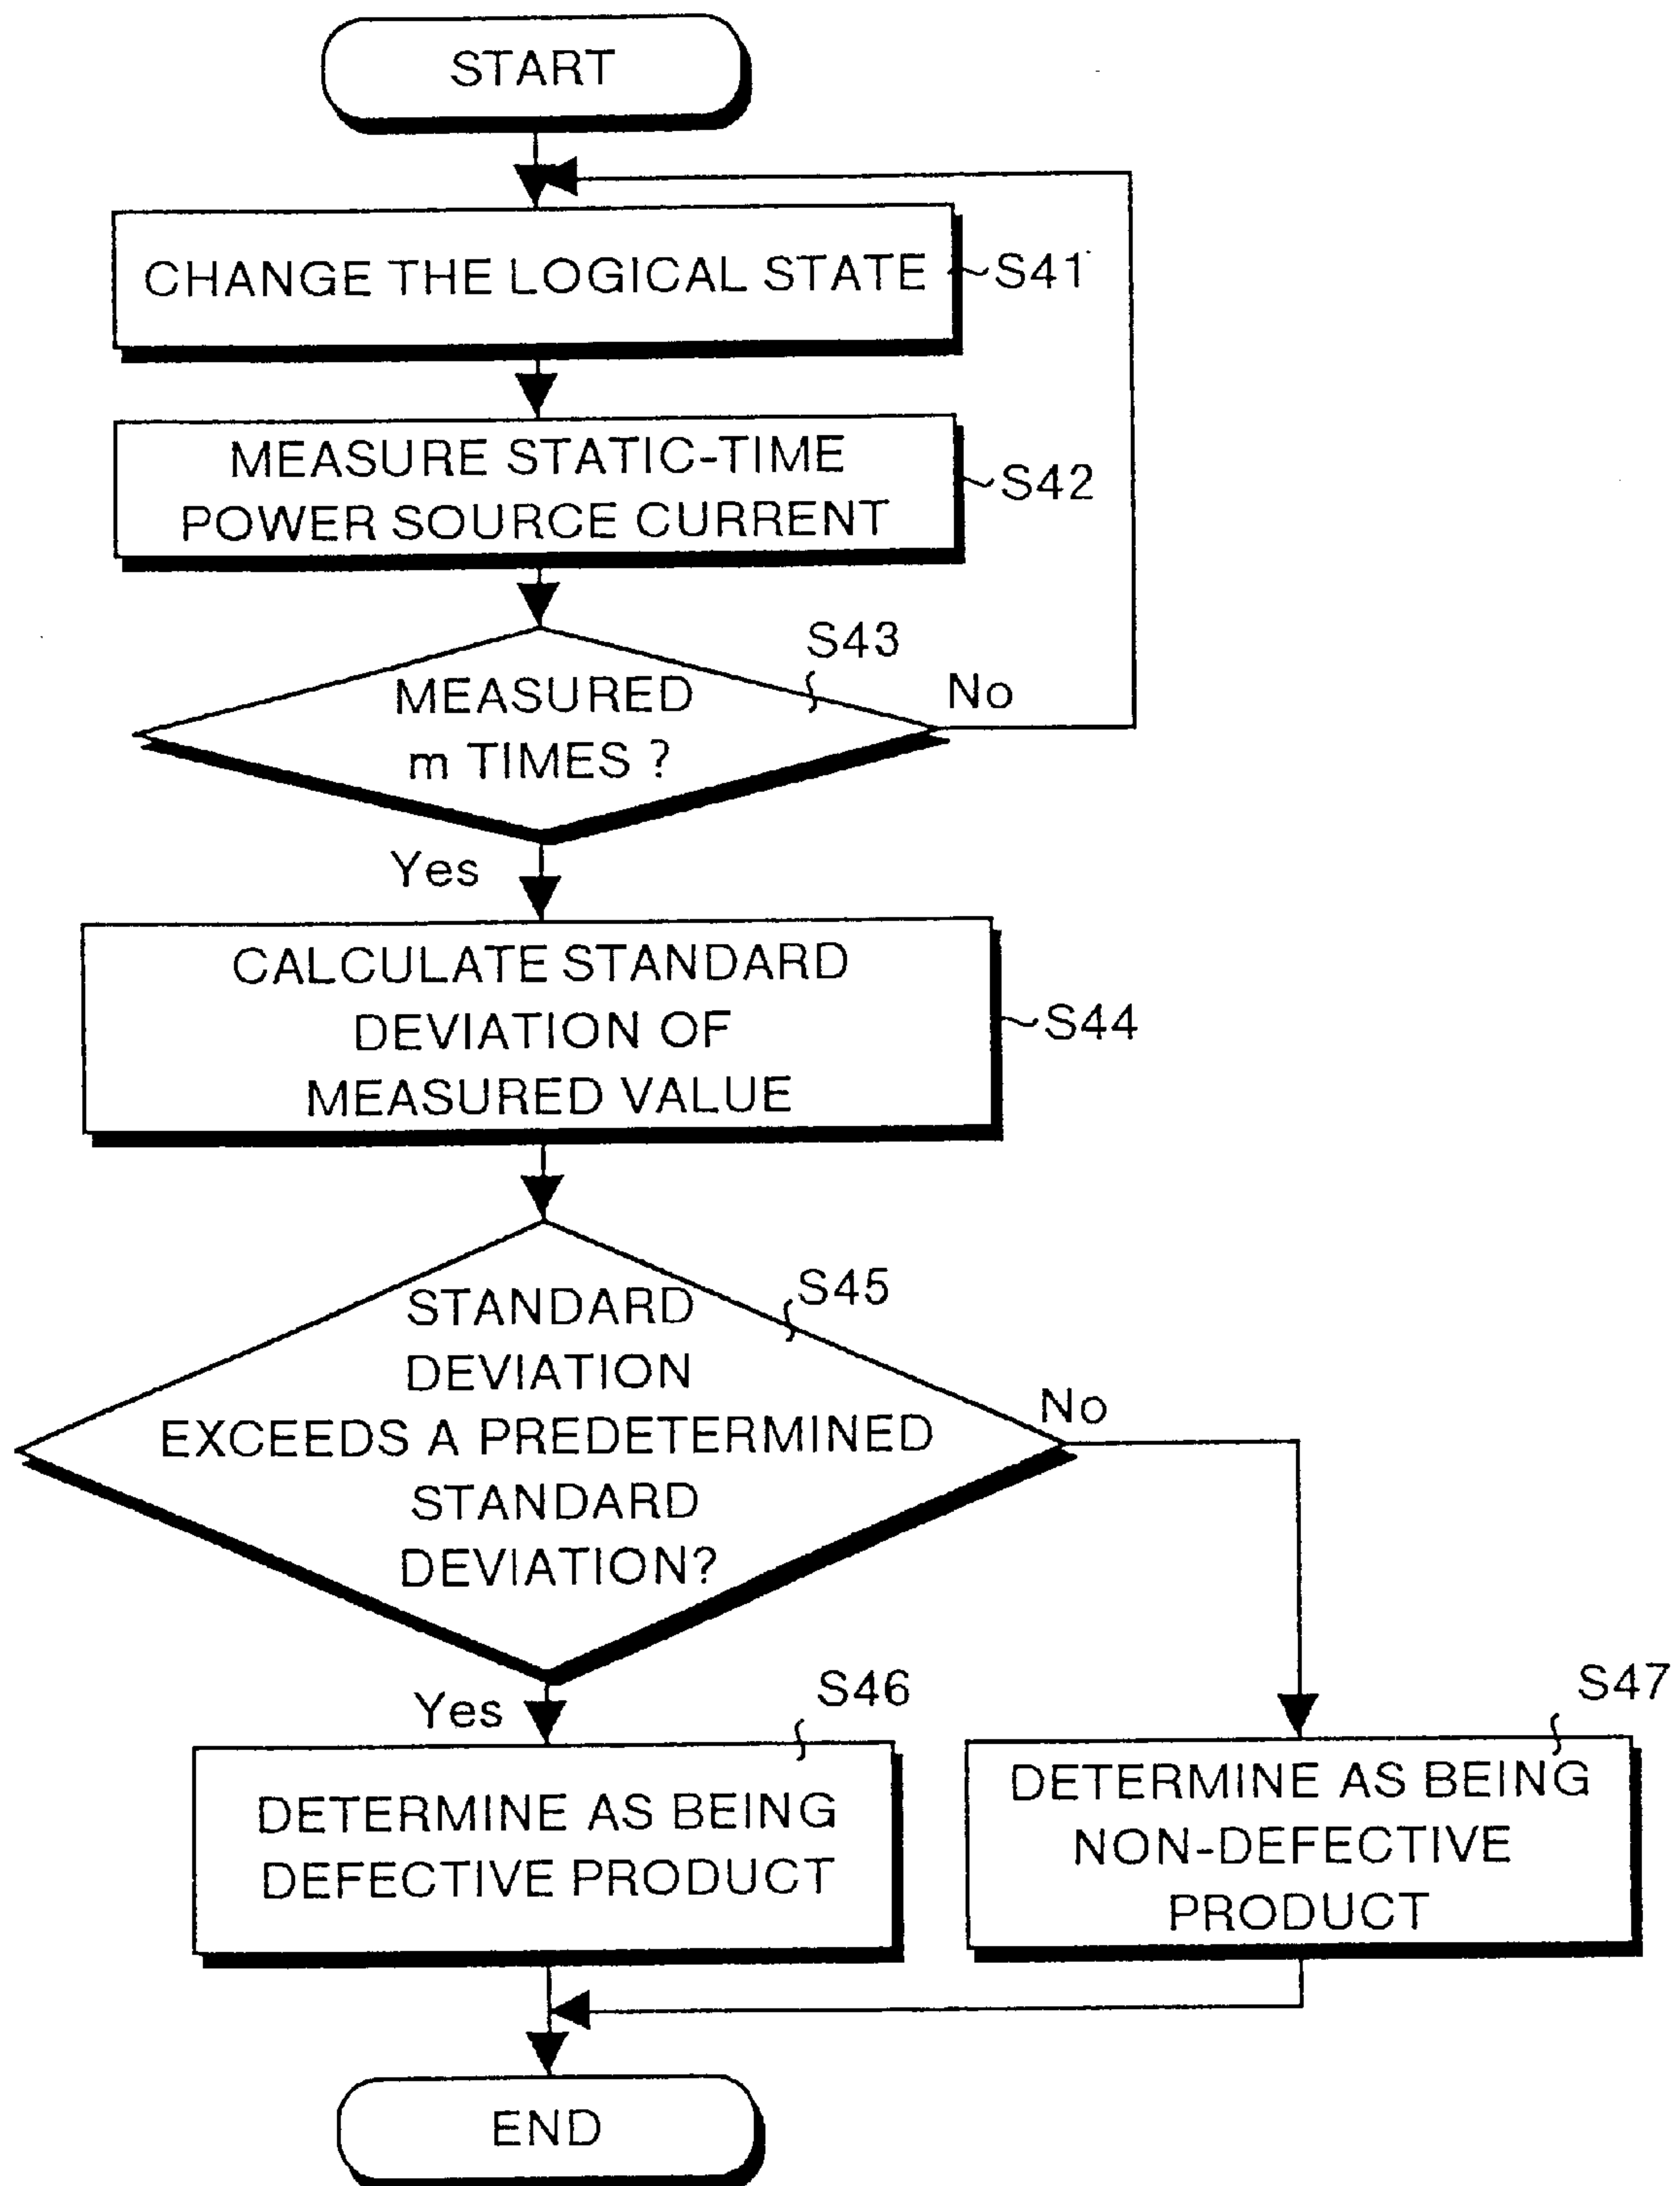 START
CHANGE THE LOGICAL STATE
S41
MEASURE STATIC-TIME
POWER SOURCE CURRENT
S42
S43
MEASURED
m TIMES ?
No
Yes
CALCULATE STANDARD
DEVIATION OF
MEASURED VALUE
S44
S45
STANDARD
DEVIATION
EXCEEDS A PREDETERMINED
STANDARD
DEVIATION?
No
Yes
S46
DETERMINE AS BEING
DEFECTIVE PRODUCT
S47
DETERMINE AS BEING
NON-DEFECTIVE
PRODUCT
END